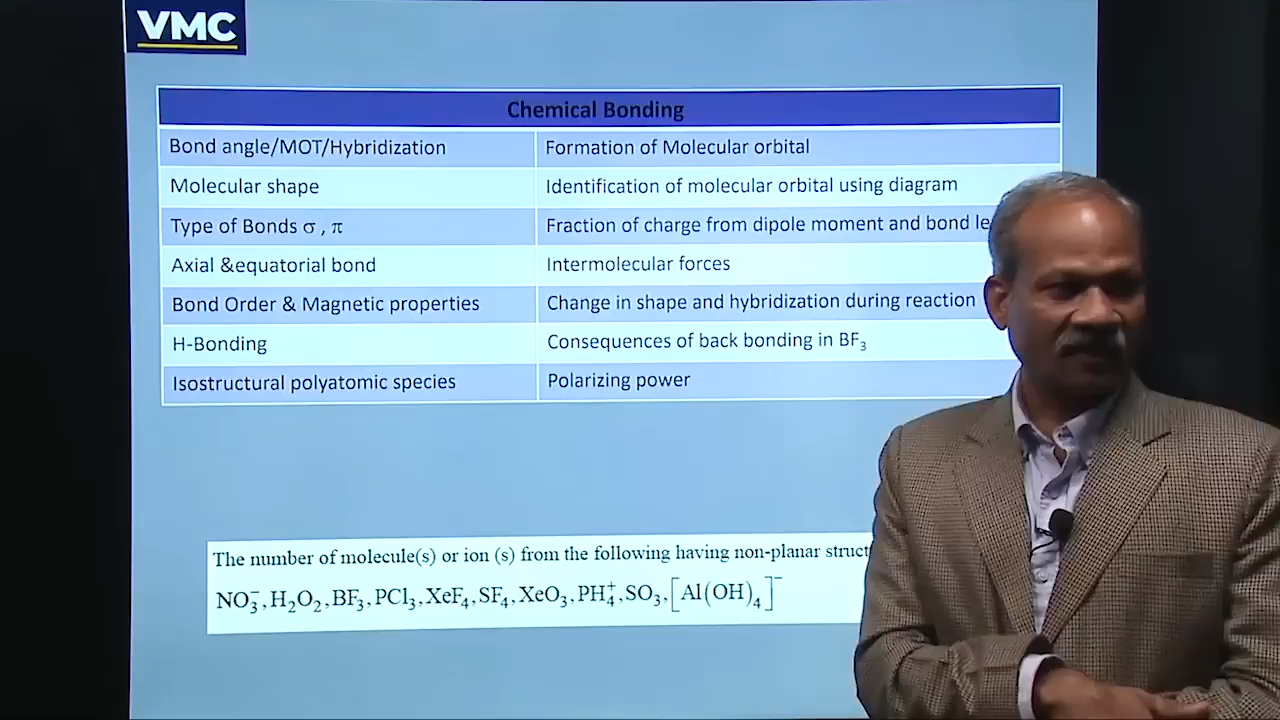 VMC
Chemical Bonding
Bond angle/MOT/Hybridization
Formation of Molecular orbital
Molecular shape
Identification of molecular orbital using diagram
Type of Bonds σ , π
Fraction of charge from dipole moment and bond
Axial &equatorial bond
Intermolecular forces
Bond Order & Magnetic properties
Change in shape and hybridization during reaction
H-Bonding
Consequences of back bonding in BF₃
Isostructural polyatomic species
Polarizing power
The number of molecule(s) or ion (s) from the following having non-planar
NO₃⁻, H₂O₂, BF₃, PCl₃, XeF₄, SF₄, XeO₃, PH₄⁺, SO₃, [Al(OH)₄]⁻